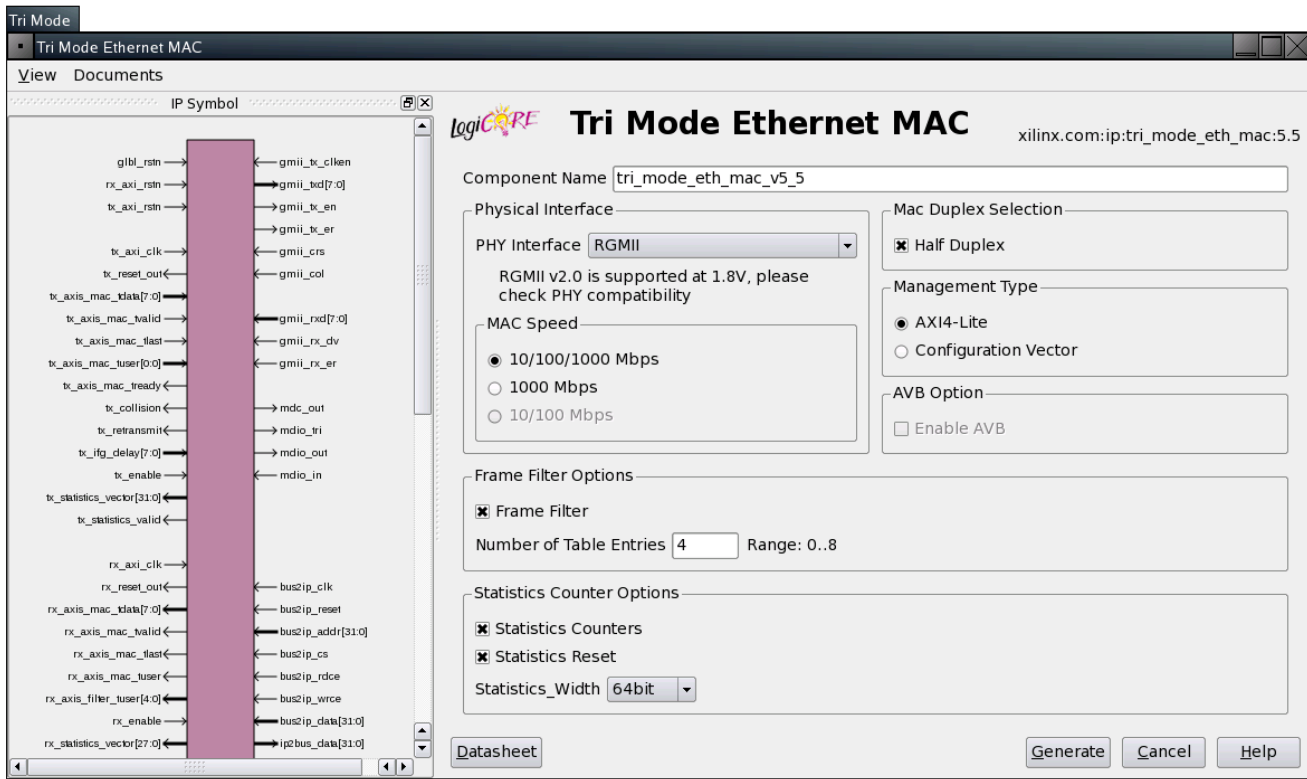 Tri Mode
Tri Mode Ethernet MAC
View Documents
IP Symbol
glbl_rstn
rx_axi_rstn
tx_axi_rstn
tx_axi_clk
tx_reset_out
tx_axis_mac_tdata[7:0]
tx_axis_mac_tvalid
tx_axis_mac_tlast
tx_axis_mac_tuser[0:0]
tx_axis_mac_tready
tx_collision
tx_retransmit
tx_ifg_delay[7:0]
tx_enable
tx_statistics_vector[31:0]
tx_statistics_valid
rx_axi_clk
rx_reset_out
rx_axis_mac_tdata[7:0]
rx_axis_mac_tvalid
rx_axis_mac_tlast
rx_axis_mac_tuser
rx_axis_filter_tuser[4:0]
rx_enable
rx_statistics_vector[27:0]
gmii_tx_clken
gmii_txd[7:0]
gmii_tx_en
gmii_tx_er
gmii_crs
gmii_col
gmii_rxd[7:0]
gmii_rx_dv
gmii_rx_er
mdc_out
mdio_tri
mdio_out
mdio_in
bus2ip_clk
bus2ip_reset
bus2ip_addr[31:0]
bus2ip_cs
bus2ip_rdce
bus2ip_wrce
bus2ip_data[31:0]
ip2bus_data[31:0]
LogiCORE
Tri Mode Ethernet MAC
xilinx.com:ip:tri_mode_eth_mac:5.5
Component Name tri_mode_eth_mac_v5_5
Physical Interface
PHY Interface RGMII
RGMII v2.0 is supported at 1.8V, please
check PHY compatibility
MAC Speed
10/100/1000 Mbps
1000 Mbps
10/100 Mbps
Mac Duplex Selection
Half Duplex
Management Type
AXI4-Lite
Configuration Vector
AVB Option
Enable AVB
Frame Filter Options
Frame Filter
Number of Table Entries 4 Range: 0..8
Statistics Counter Options
Statistics Counters
Statistics Reset
Statistics_Width 64bit
Datasheet
Generate Cancel Help